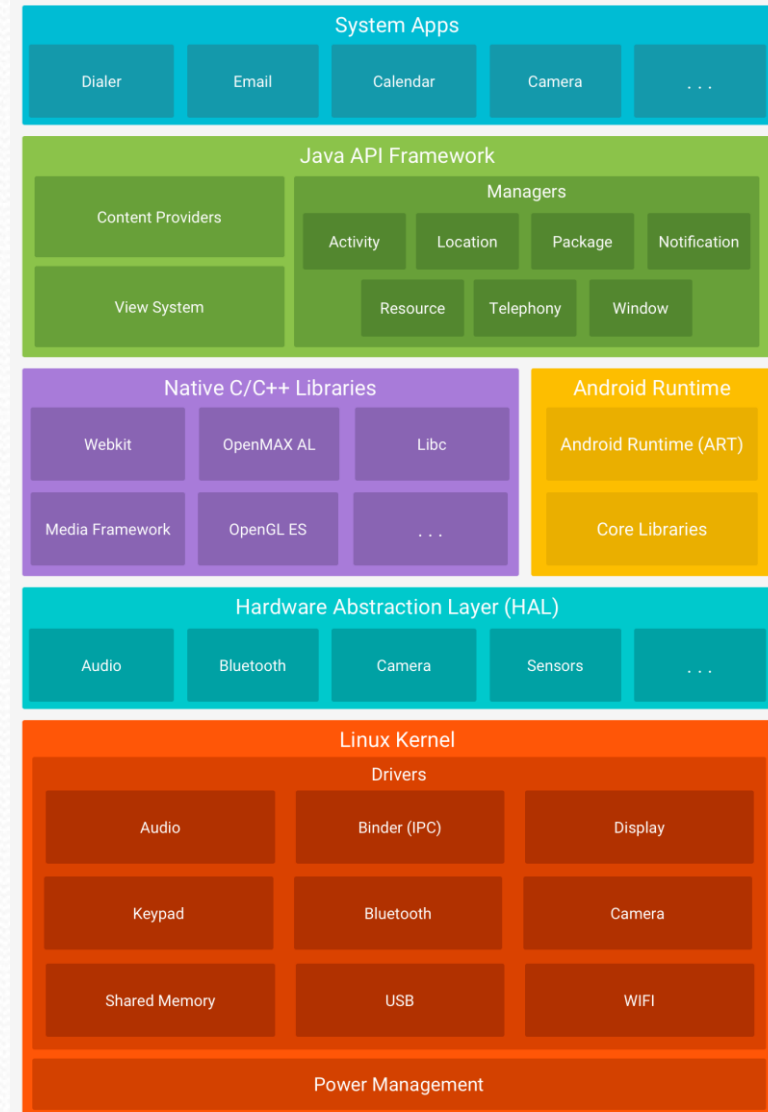 System Apps
Dialer Email Calendar Camera . . .
Java API Framework
Content Providers
View System
Managers
Activity Location Package Notification
Resource Telephony Window
Native C/C++ Libraries
Webkit OpenMAX AL Libc
Media Framework OpenGL ES . . .
Android Runtime
Android Runtime (ART)
Core Libraries
Hardware Abstraction Layer (HAL)
Audio Bluetooth Camera Sensors . . .
Linux Kernel
Drivers
Audio Binder (IPC) Display
Keypad Bluetooth Camera
Shared Memory USB WIFI
Power Management